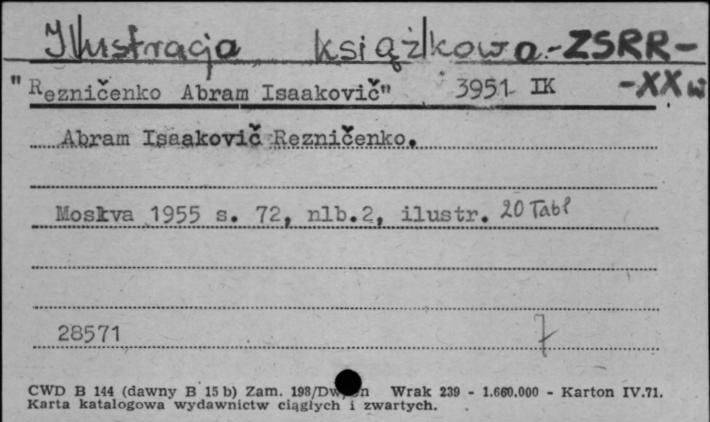 Ilustracja książkowa - ZSRR -
"Rezničenko Abram Isaakovič" 3951 IK - XX w
Abram Isaakovič Rezničenko.
Moskva 1955 s. 72, nlb.2, ilustr. 20 Tabl
28571
CWD B 144 (dawny B 15 b) Zam. 198/Dw Wrak 239 - 1.660.000 - Karton IV.71.
Karta katalogowa wydawnictw ciągłych i zwartych.